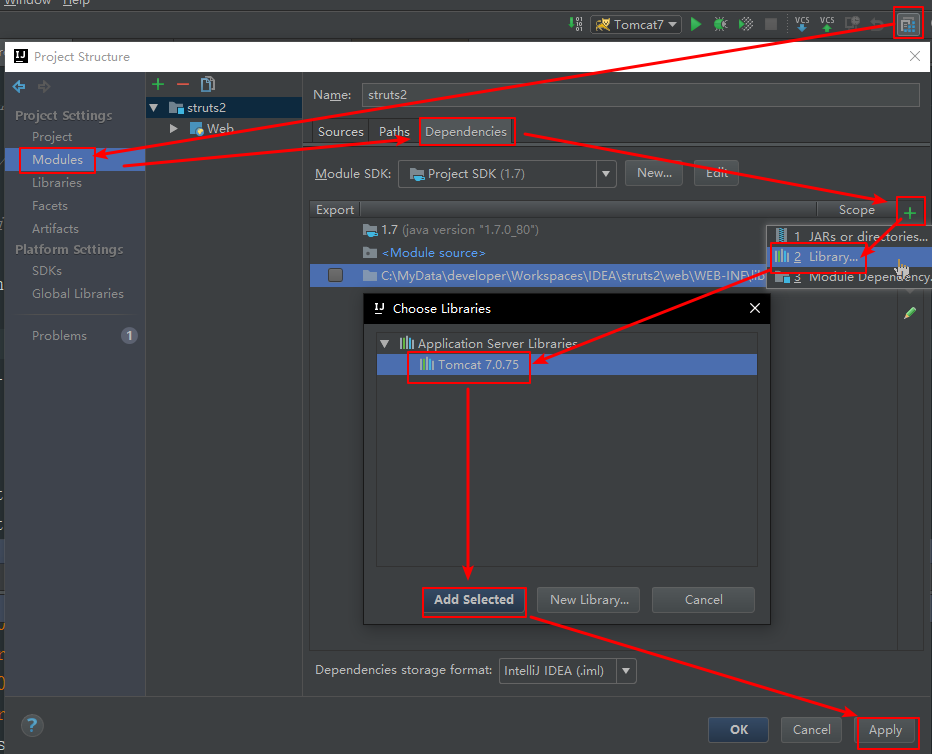 Window Help
Tomcat7
VCS VCS
Project Structure
Project Settings
Project
Modules
Libraries
Facets
Artifacts
Platform Settings
SDKs
Global Libraries
Problems 1
struts2
Web
Name: struts2
Sources Paths Dependencies
Module SDK: Project SDK (1.7) New... Edit
Export Scope
1.7 (java version "1.7.0_80")
<Module source>
C:\MyData\developer\Workspaces\IDEA\struts2\web\WEB-INF\lib
1 JARs or directories...
2 Library...
3 Module Dependency...
Choose Libraries
Application Server Libraries
Tomcat 7.0.75
Add Selected New Library... Cancel
Dependencies storage format: IntelliJ IDEA (.iml)
? OK Cancel Apply